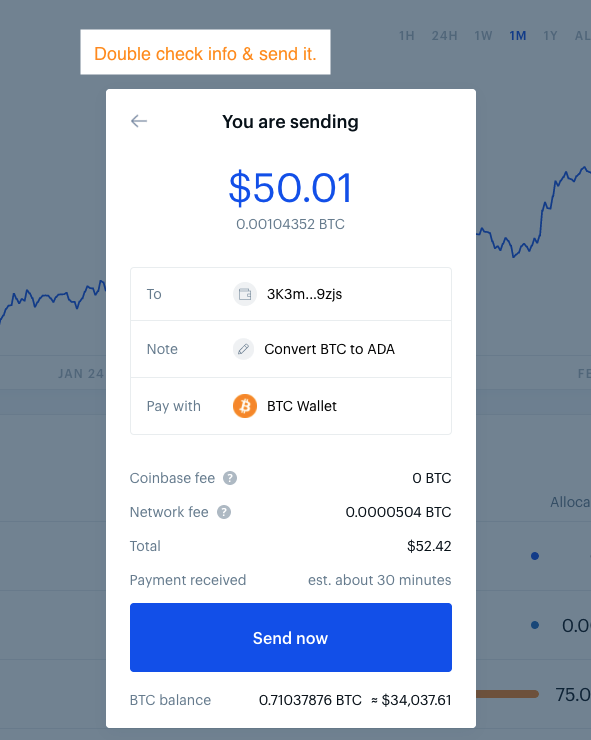 1H 24H 1W 1M 1Y AL
Double check info & send it.
You are sending
$50.01
0.00104352 BTC
To 3K3m...9zjs
Note Convert BTC to ADA
Pay with BTC Wallet
JAN 24
FE
Coinbase fee ? 0 BTC
Alloca
Network fee ? 0.0000504 BTC
Total $52.42
Payment received est. about 30 minutes
Send now
0.0
75.0
BTC balance 0.71037876 BTC ≈ $34,037.61